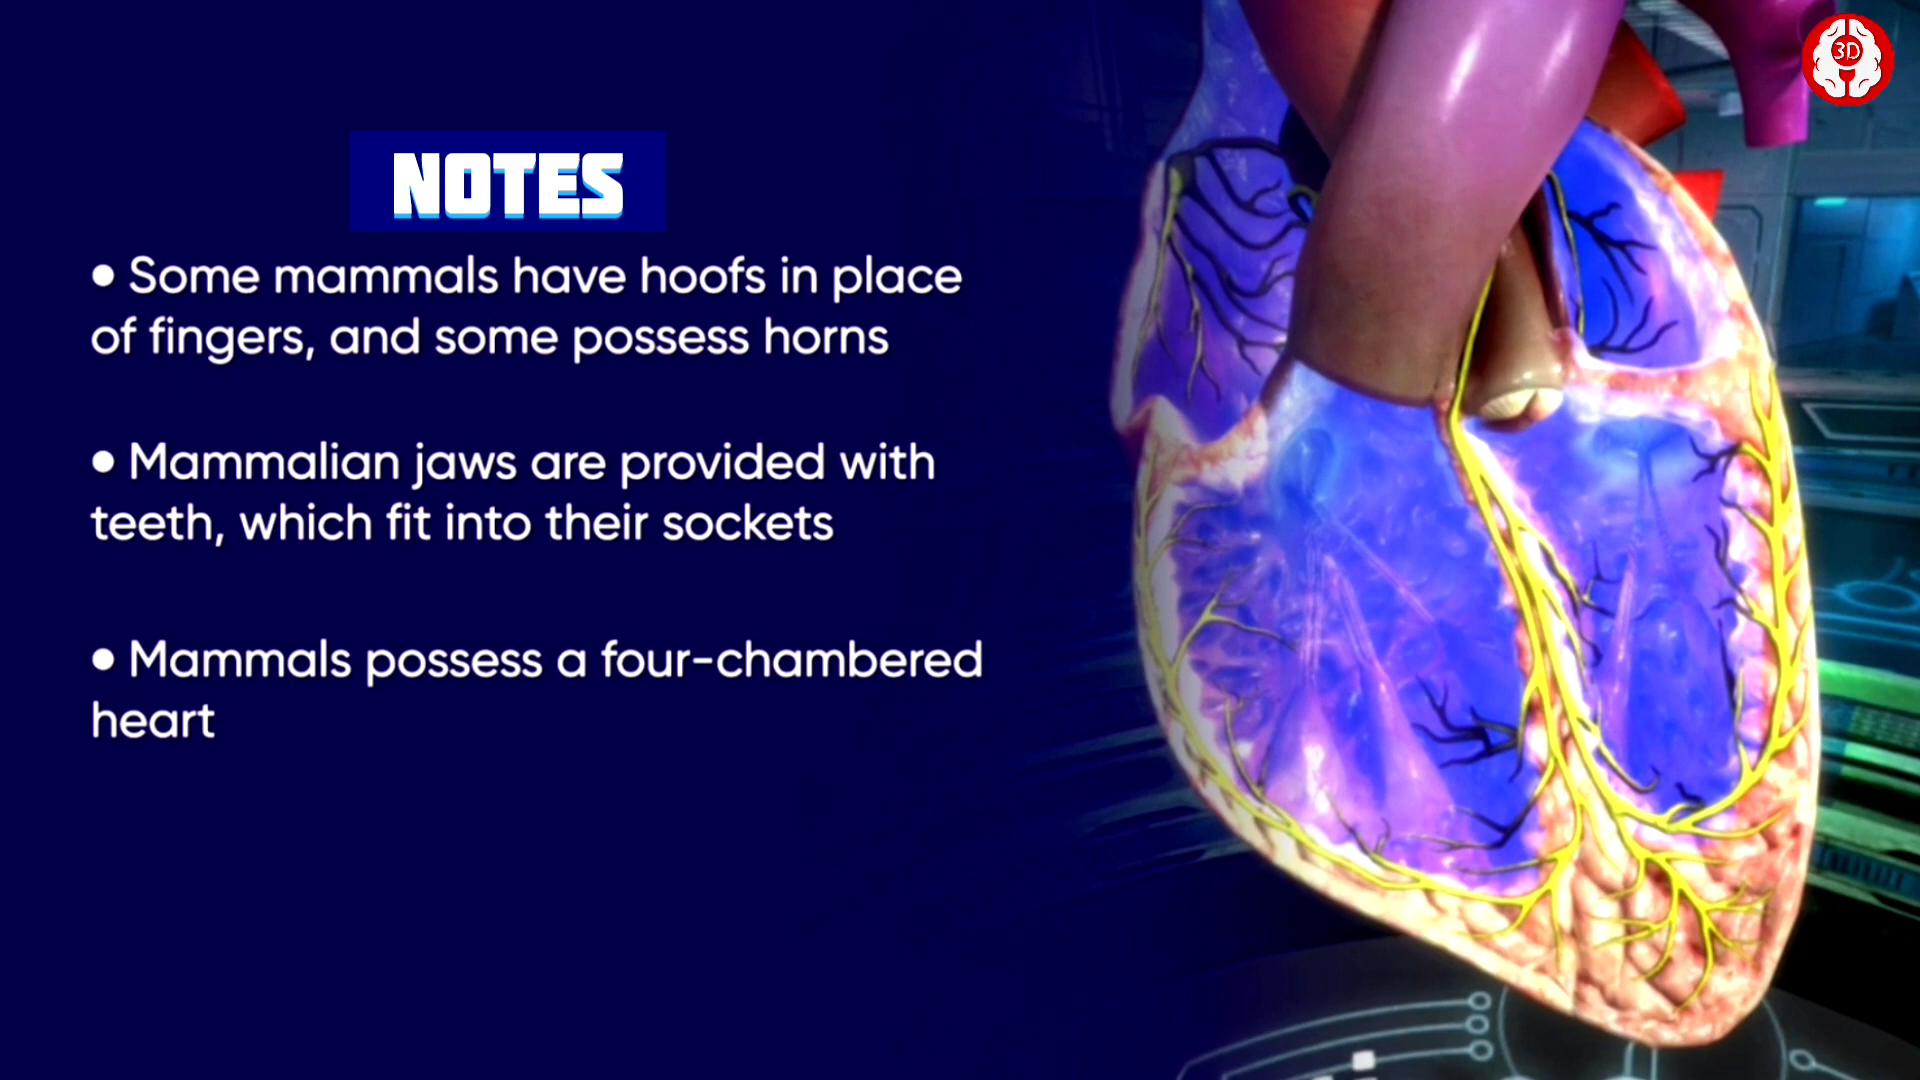 3D
NOTES
● Some mammals have hoofs in place
of fingers, and some possess horns
● Mammalian jaws are provided with
teeth, which fit into their sockets
● Mammals possess a four-chambered
heart